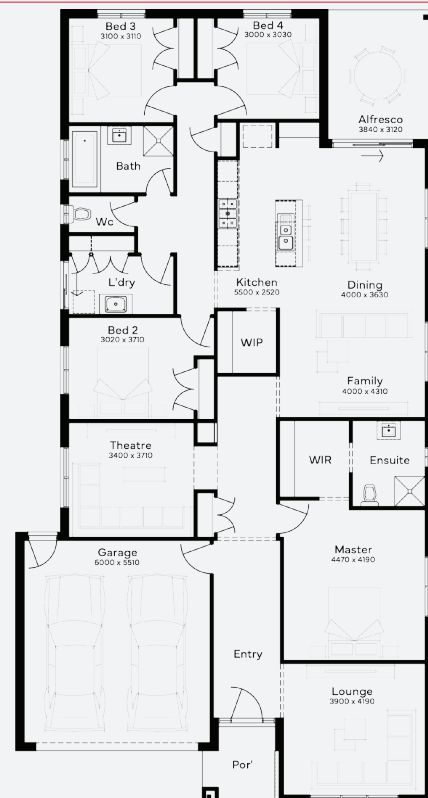 Bed 3
3100 x 3110
Bed 4
3000 x 3030
Alfresco
3840 x 3120
Bath
Wc
L'dry
Kitchen
5500 x 2520
Dining
4000 x 3630
Bed 2
3020 x 3710
WIP
Family
4000 x 4310
Theatre
3400 x 3710
WIR
Ensuite
Garage
6000 x 5510
Master
4470 x 4190
Entry
Lounge
3900 x 4190
Por'